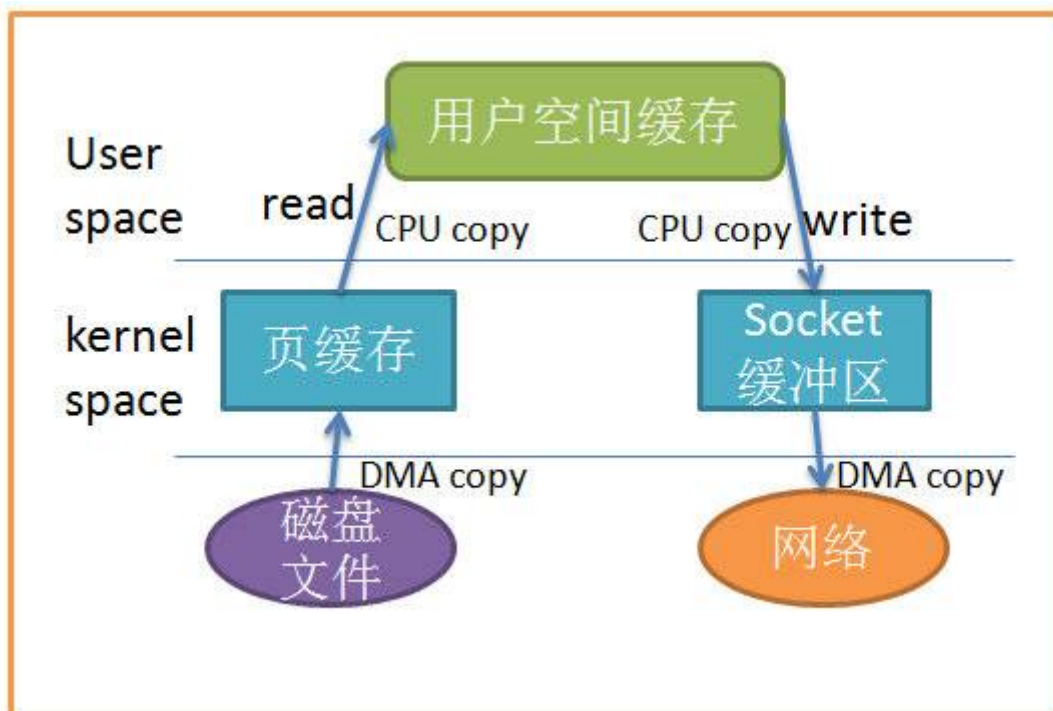 用户空间缓存
User
space
read
CPU copy
CPU copy
write
kernel
space
页缓存
Socket
缓冲区
DMA copy
DMA copy
磁盘
文件
网络